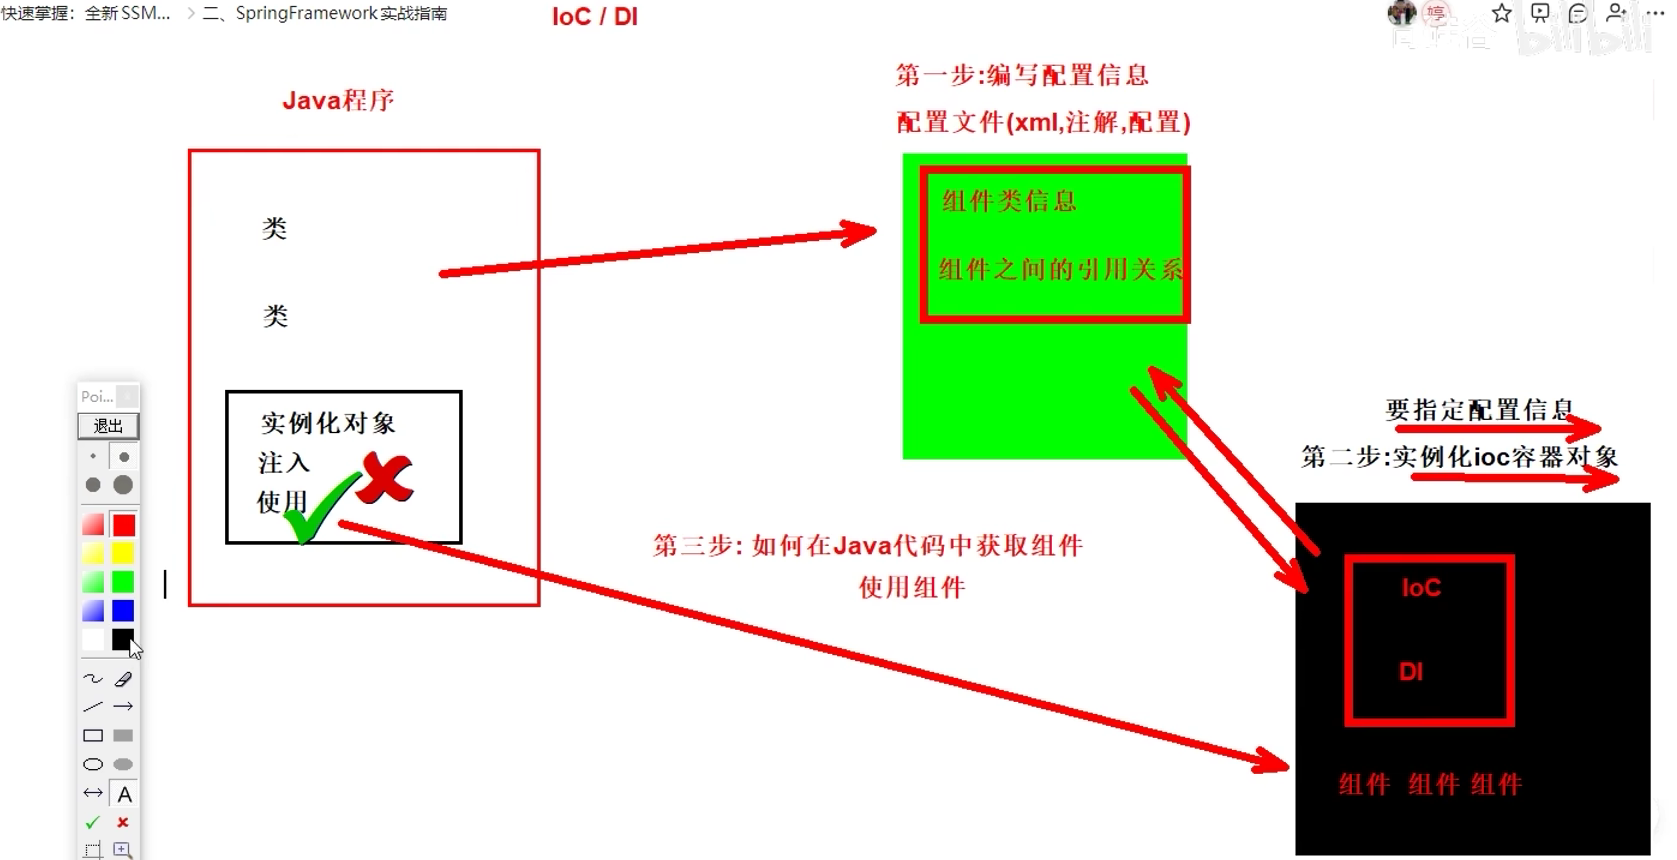 快速掌握：全新 SSM... > 二、SpringFramework实战指南
IoC / DI
婷
bilibili
Java程序
类
类
实例化对象
注入
使用
第一步:编写配置信息
配置文件(xml,注解,配置)
组件类信息
组件之间的引用关系
要指定配置信息
第二步:实例化ioc容器对象
第三步: 如何在Java代码中获取组件
使用组件
IoC
DI
组件 组件 组件
Poi...
退出
A